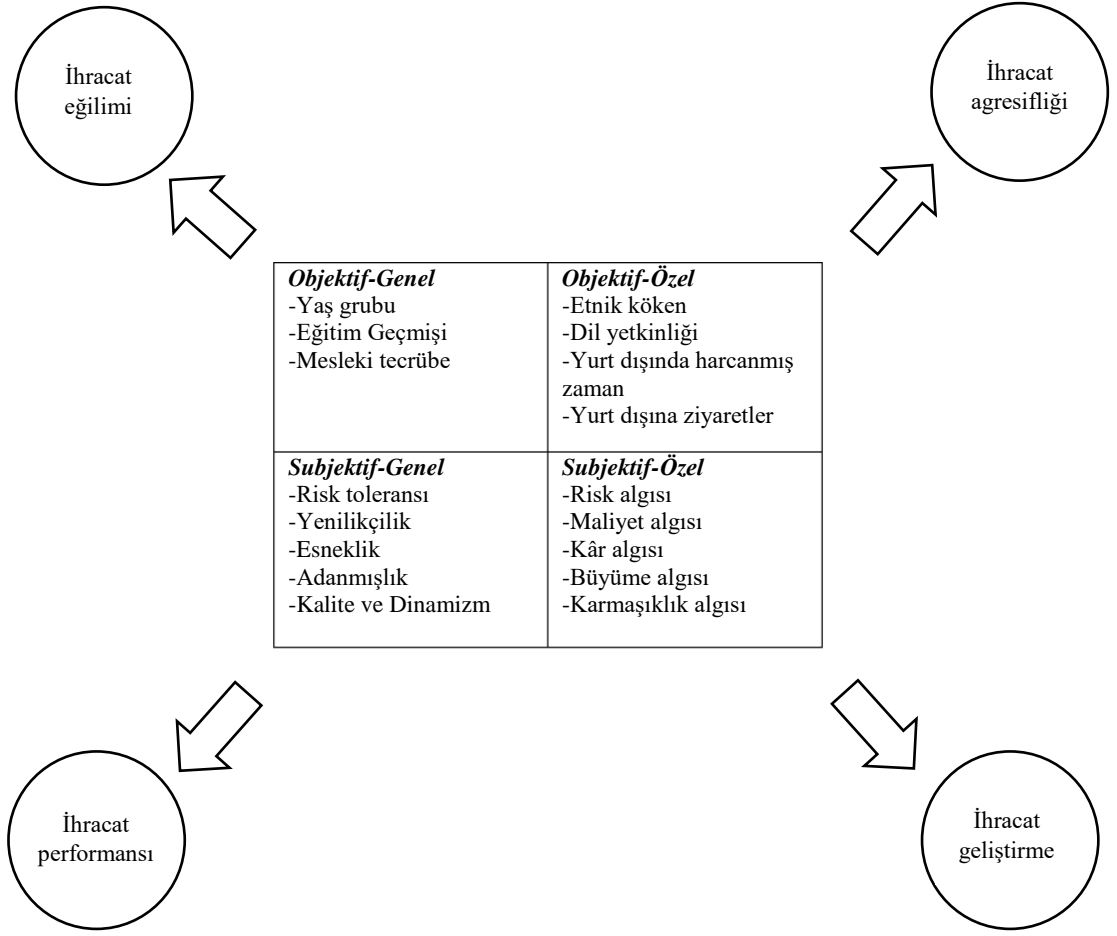 İhracat
eğilimi
İhracat
agresifliği
Objektif-Genel
-Yaş grubu
-Eğitim Geçmişi
-Mesleki tecrübe
Objektif-Özel
-Etnik köken
-Dil yetkinliği
-Yurt dışında harcanmış
zaman
-Yurt dışına ziyaretler
Subjektif-Genel
-Risk toleransı
-Yenilikçilik
-Esneklik
-Adanmışlık
-Kalite ve Dinamizm
Subjektif-Özel
-Risk algısı
-Maliyet algısı
-Kâr algısı
-Büyüme algısı
-Karmaşıklık algısı
İhracat
performansı
İhracat
geliştirme